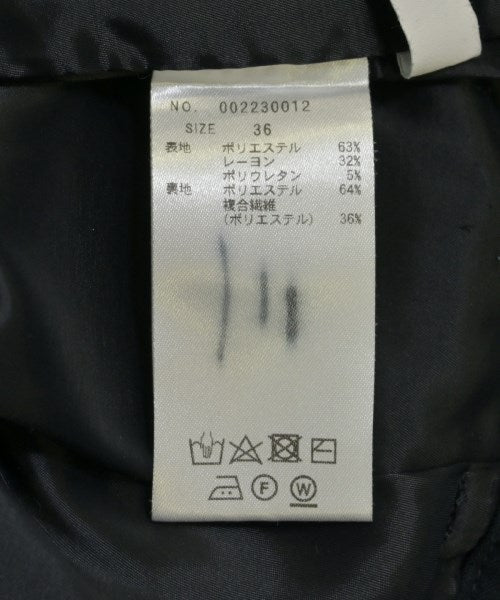 NO. 002230012
SIZE 36
表地 ポリエステル 63%
レーヨン 32%
ポリウレタン 5%
裏地 ポリエステル 64%
複合繊維
(ポリエステル) 36%
F W